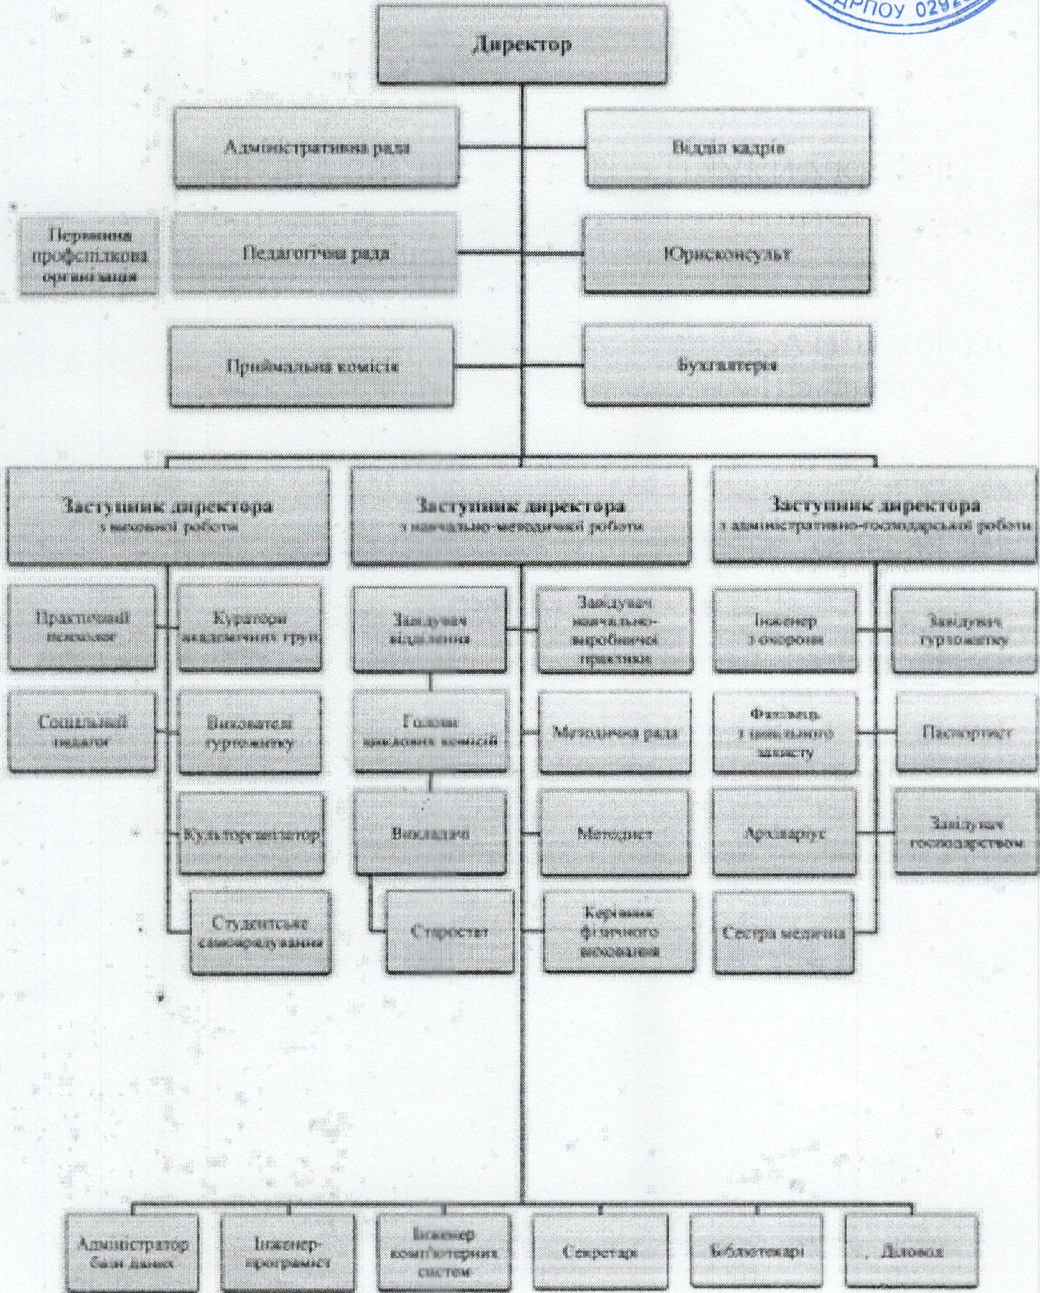 ДРПОУ 0292
Директор
Адміністративна рада
Відділ кадрів
Первинна
профспілкова
організація
Педагогічна рада
Юрисконсульт
Приймальна комісія
Бухгалтерія
Заступник директора
з виховної роботи
Заступник директора
з навчально-методичної роботи
Заступник директора
з адміністративно-господарської роботи
Практичний
психолог
Куратори
академічних груп
Завідувач
відділення
Завідувач
навчально-
виробничої
практики
Інженер
з охорони
Завідувач
гуртожитку
Соціальний
педагог
Вихователі
гуртожитку
Голови
циклових комісій
Методична рада
Фахівець
з цивільного
захисту
Паспортист
Культорганізатор
Викладачі
Методист
Архіваріус
Завідувач
господарством
Студентське
самоврядування
Старостат
Керівник
фізичного
виховання
Сестра медична
Адміністратор
бази даних
Інженер-
програміст
Інженер
комп'ютерних
систем
Секретарі
Бібліотекарі
Діловод